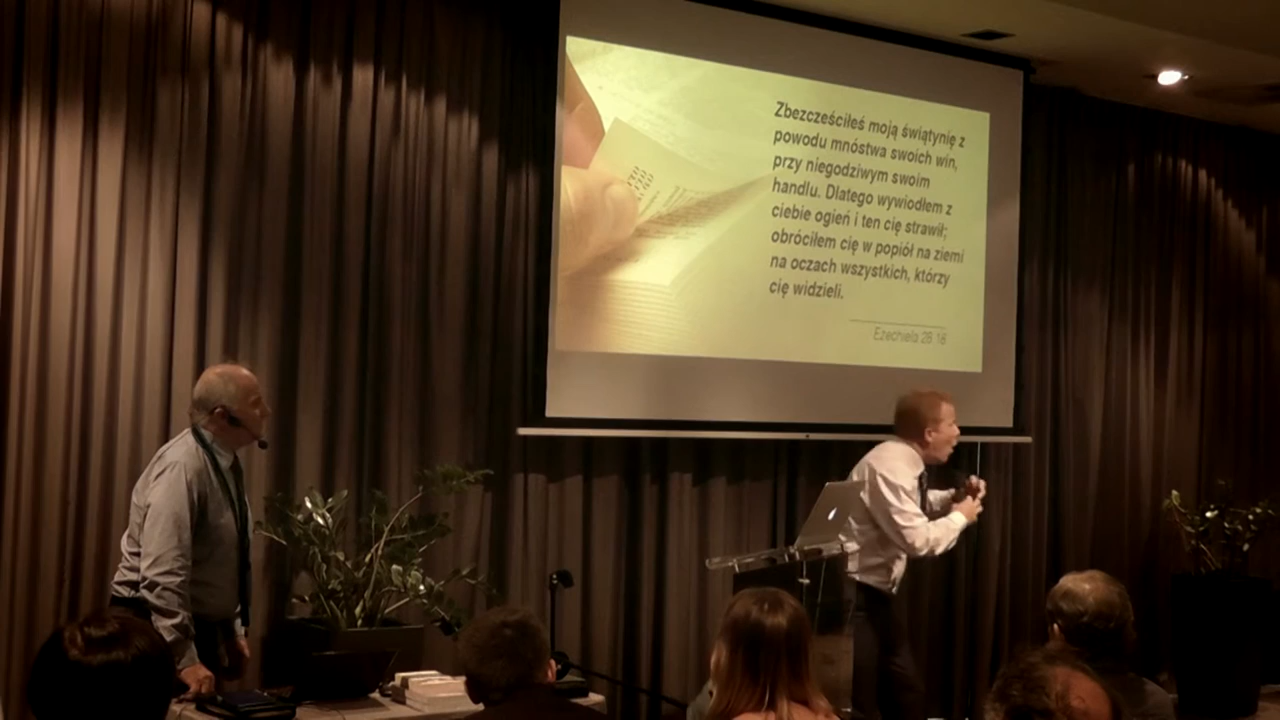 Zbezcześciłeś moją świątynię z
powodu mnóstwa swoich win,
przy niegodziwym swoim
handlu. Dlatego wywiodłem z
ciebie ogień i ten cię strawił;
obróciłem cię w popiół na ziemi
na oczach wszystkich, którzy
cię widzieli.
Ezechiela 28 18